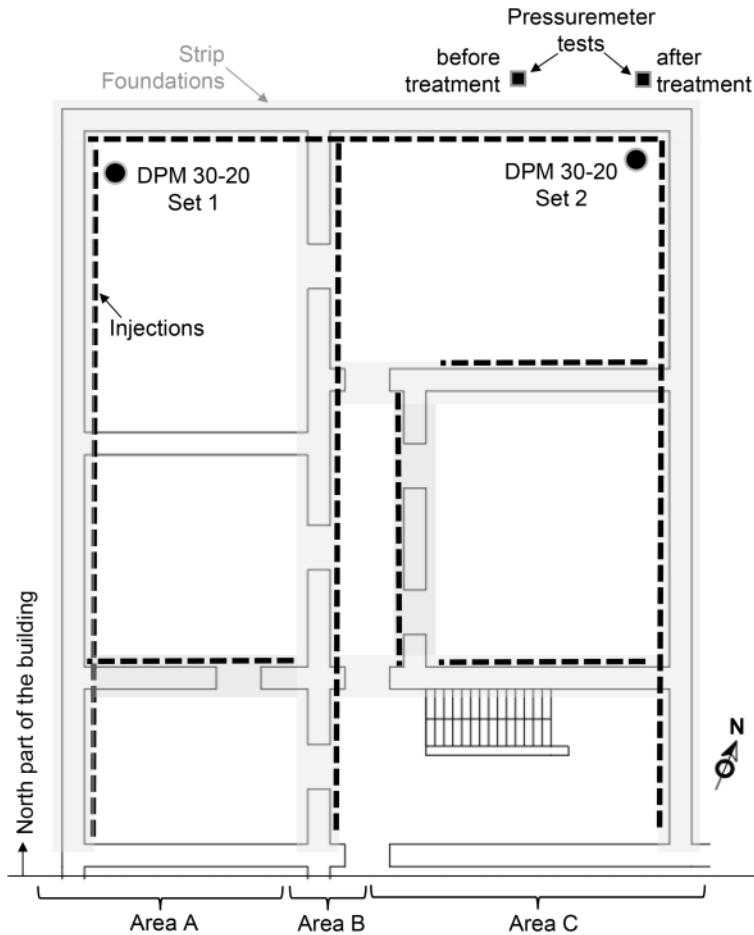 Pressuremeter
tests
before
treatment
after
treatment
Strip
Foundations
DPM 30-20
Set 1
DPM 30-20
Set 2
Injections
North part of the building
N
Area A
Area B
Area C